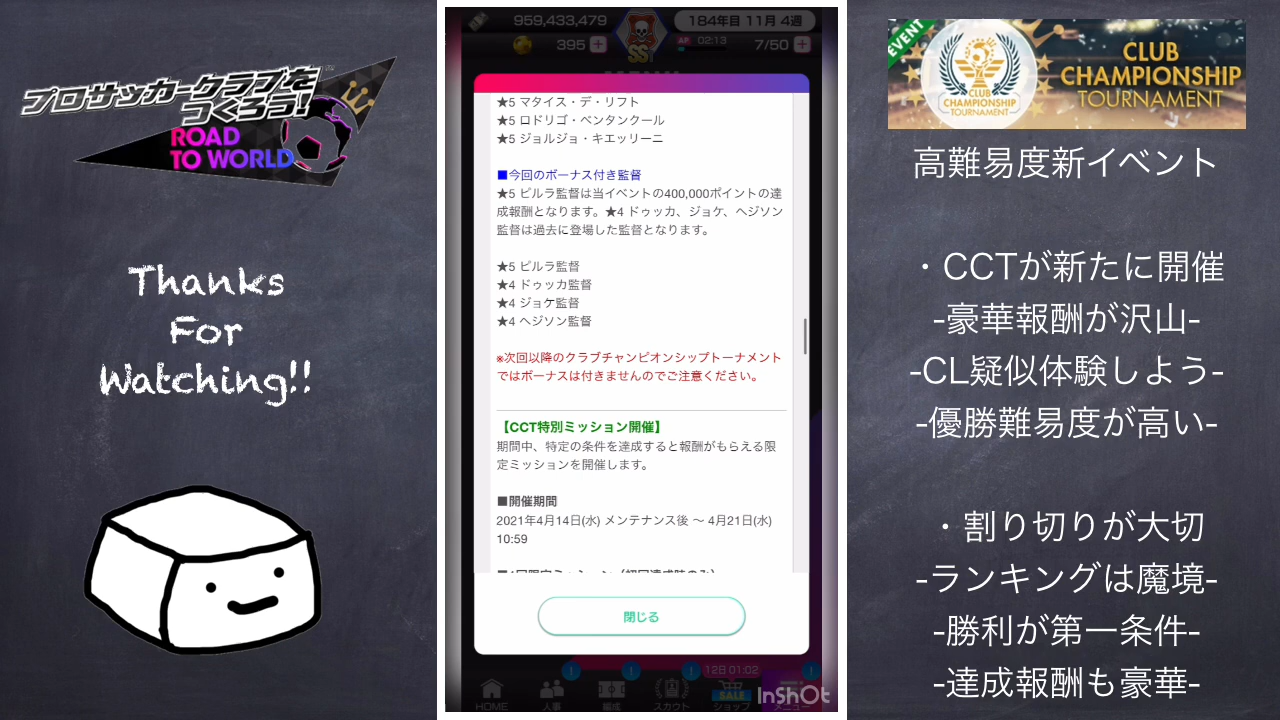 プロサッカークラブを
つくろう!
ROAD
TO WORLD
Thanks
For
Watching!!
959,433,479
184年目 11月 4週
395
AP 02:13
7/50
★5 マタイス・デ・リフト
★5 ロドリゴ・ベンタンクール
★5 ジョルジョ・キエッリーニ
■今回のボーナス付き監督
★5 ピルラ監督は当イベントの400,000ポイントの達
成報酬となります。★4 ドゥッカ、ジョケ、ヘジソン
監督は過去に登場した監督となります。
★5 ピルラ監督
★4 ドゥッカ監督
★4 ジョケ監督
★4 ヘジソン監督
※次回以降のクラブチャンピオンシップトーナメント
ではボーナスは付きませんのでご注意ください。
【CCT特別ミッション開催】
期間中、特定の条件を達成すると報酬がもらえる限
定ミッションを開催します。
■開催期間
2021年4月14日(水) メンテナンス後 〜 4月21日(水)
10:59
閉じる
12日 01:02
HOME
人事
編成
スカウト
SALE
ショップ
メニュー
InShOt
EVENT
CLUB
CHAMPIONSHIP
TOURNAMENT
CLUB
CHAMPIONSHIP
TOURNAMENT
高難易度新イベント
・CCTが新たに開催
-豪華報酬が沢山-
-CL疑似体験しよう-
-優勝難易度が高い-
・割り切りが大切
-ランキングは魔境-
-勝利が第一条件-
-達成報酬も豪華-